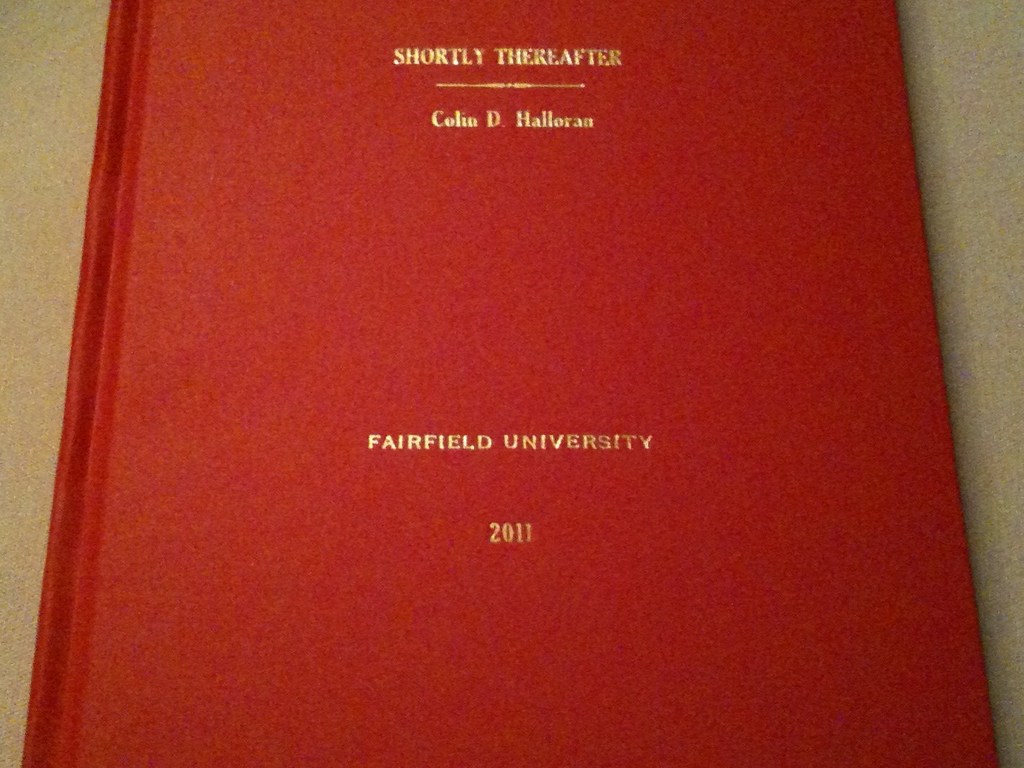 SHORTLY THEREAFTER
Colin D. Halloran
FAIRFIELD UNIVERSITY
2011